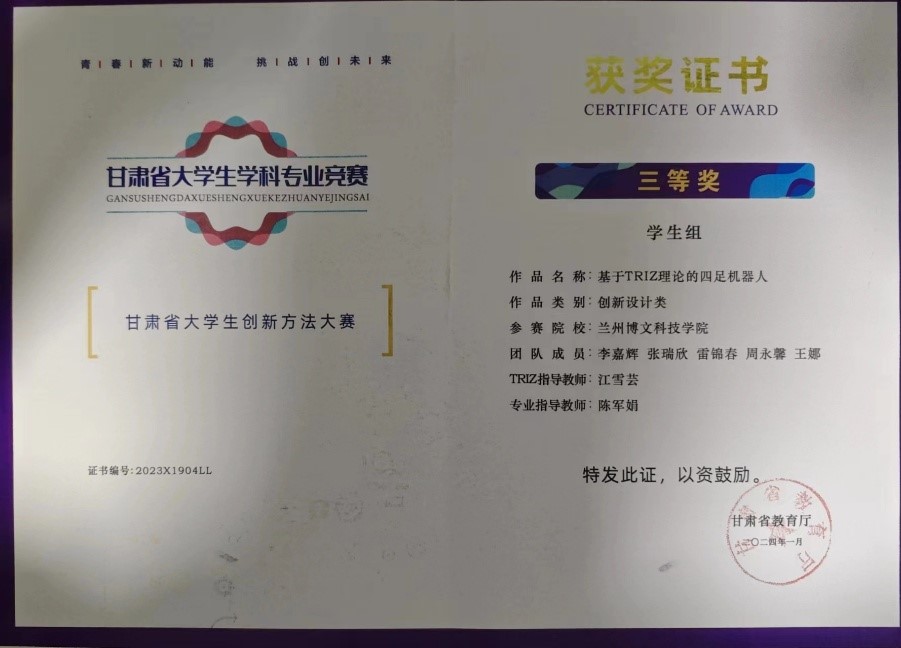 青春新动能 挑战创未来
甘肃省大学生学科专业竞赛
GANSUSHENGDAXUESHENGXUEKEZHUANYEJINGSAI
甘肃省大学生创新方法大赛
证书编号:2023X1904LL
获奖证书
CERTIFICATE OF AWARD
三等奖
学生组
作品名称:基于TRIZ理论的四足机器人
作品类别:创新设计类
参赛院校:兰州博文科技学院
团队成员:李嘉辉 张瑞欣 雷锦春 周永馨 王娜
TRIZ指导教师:江雪芸
专业指导教师:陈军娟
特发此证，以资鼓励。
甘肃省教育厅
二〇二四年一月